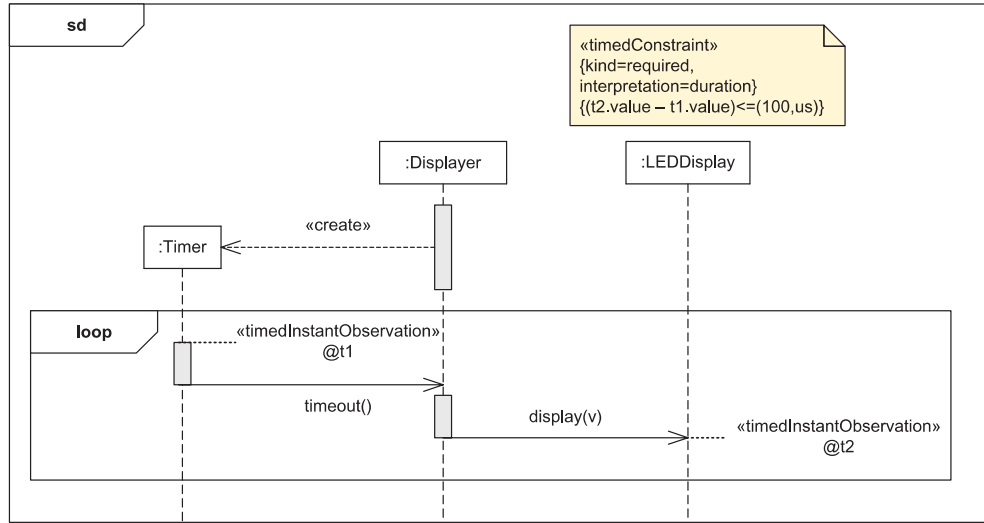 sd
«timedConstraint»
{kind=required,
interpretation=duration}
{(t2.value – t1.value)<=(100,us)}
:Displayer
:LEDDisplay
«create»
:Timer
loop
«timedInstantObservation»
@t1
timeout()
display(v)
«timedInstantObservation»
@t2